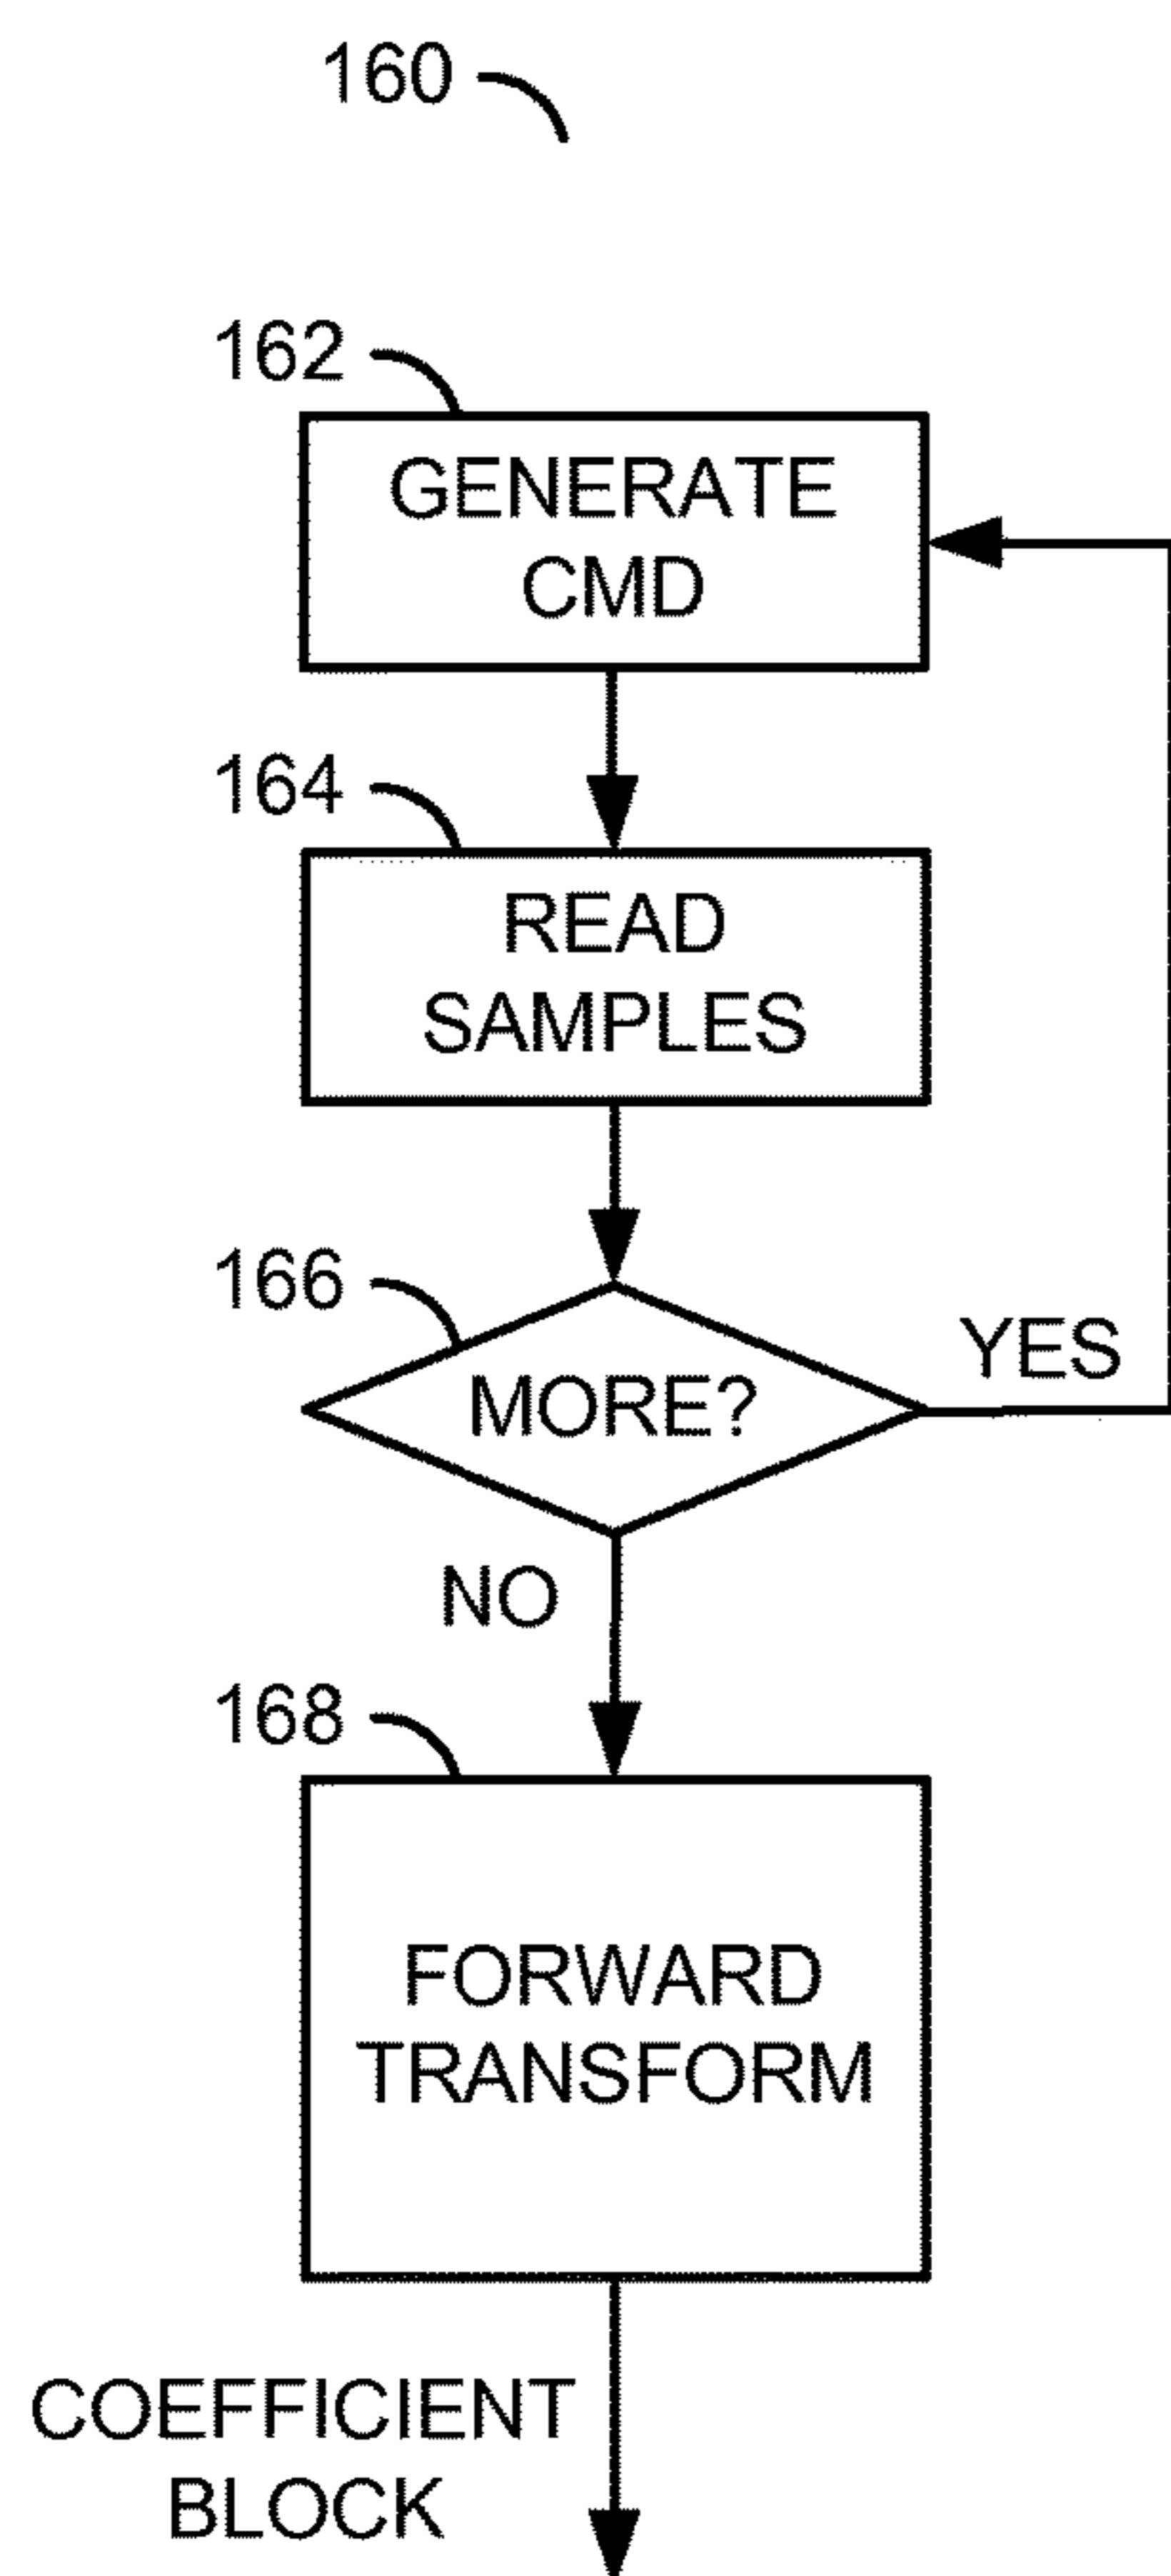 160
162
GENERATE
CMD
164
READ
SAMPLES
166
MORE?
YES
NO
168
FORWARD
TRANSFORM
COEFFICIENT
BLOCK